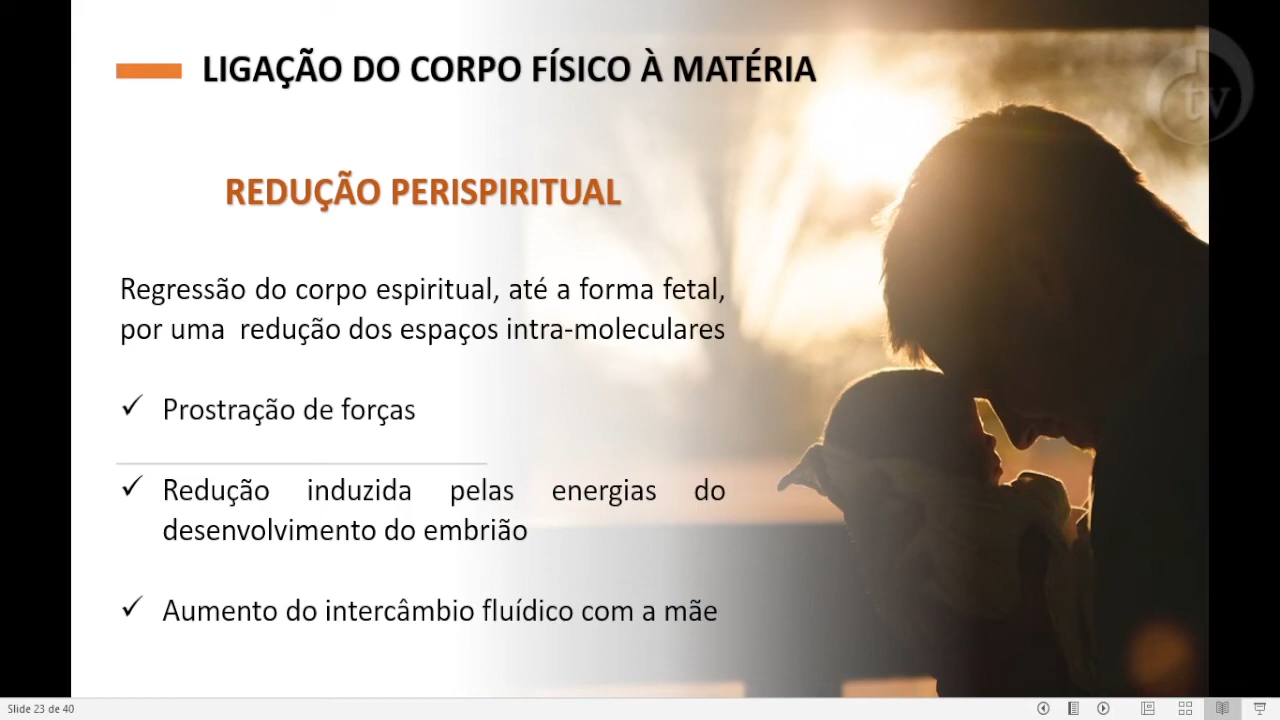 LIGAÇÃO DO CORPO FÍSICO À MATÉRIA
tv
REDUÇÃO PERISPIRITUAL
Regressão do corpo espiritual, até a forma fetal,
por uma redução dos espaços intra-moleculares
✓ Prostração de forças
✓ Redução induzida pelas energias do
desenvolvimento do embrião
✓ Aumento do intercâmbio fluídico com a mãe
Slide 23 de 40